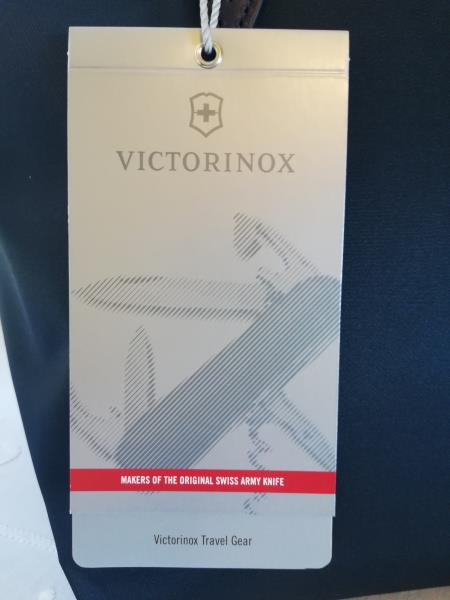 VICTORINOX
MAKERS OF THE ORIGINAL SWISS ARMY KNIFE
Victorinox Travel Gear